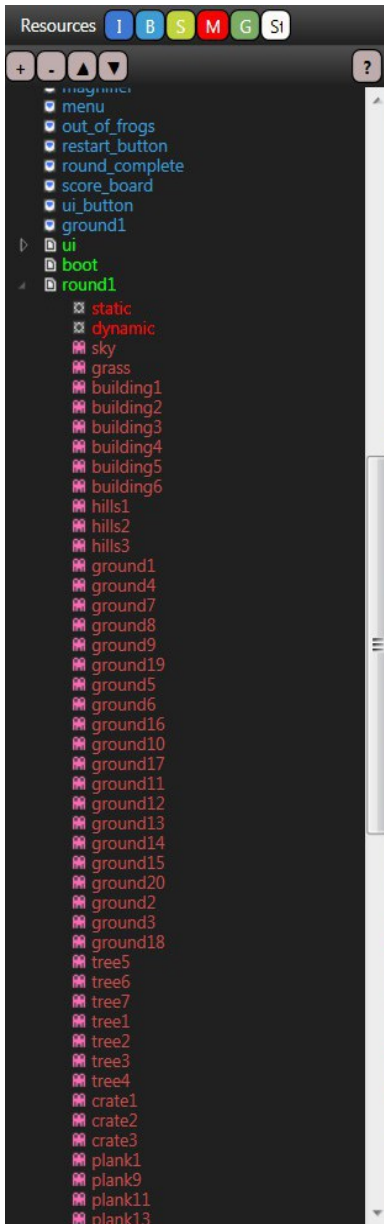 Resources I B S M G St
+ - ▲ ▼ ?
magnifier
menu
out_of_frogs
restart_button
round_complete
score_board
ui_button
ground1
ui
boot
round1
static
dynamic
sky
grass
building1
building2
building3
building4
building5
building6
hills1
hills2
hills3
ground1
ground4
ground7
ground8
ground9
ground19
ground5
ground6
ground16
ground10
ground17
ground11
ground12
ground13
ground14
ground15
ground20
ground2
ground3
ground18
tree5
tree6
tree7
tree1
tree2
tree3
tree4
crate1
crate2
crate3
plank1
plank9
plank11
plank13